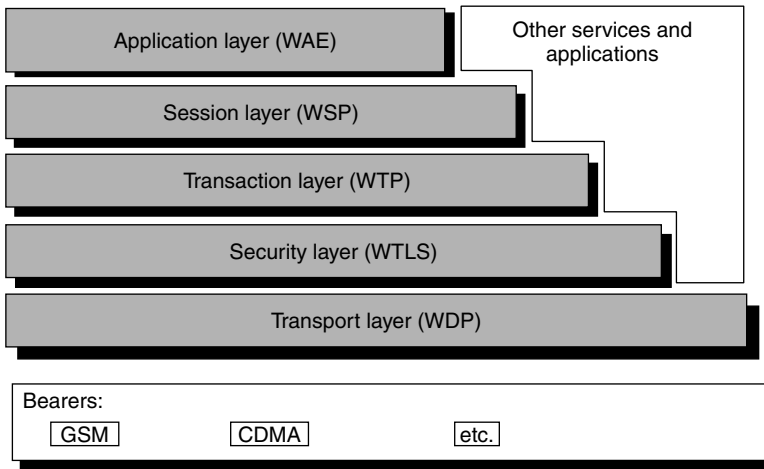 Application layer (WAE)
Other services and
applications
Session layer (WSP)
Transaction layer (WTP)
Security layer (WTLS)
Transport layer (WDP)
Bearers:
GSM
CDMA
etc.